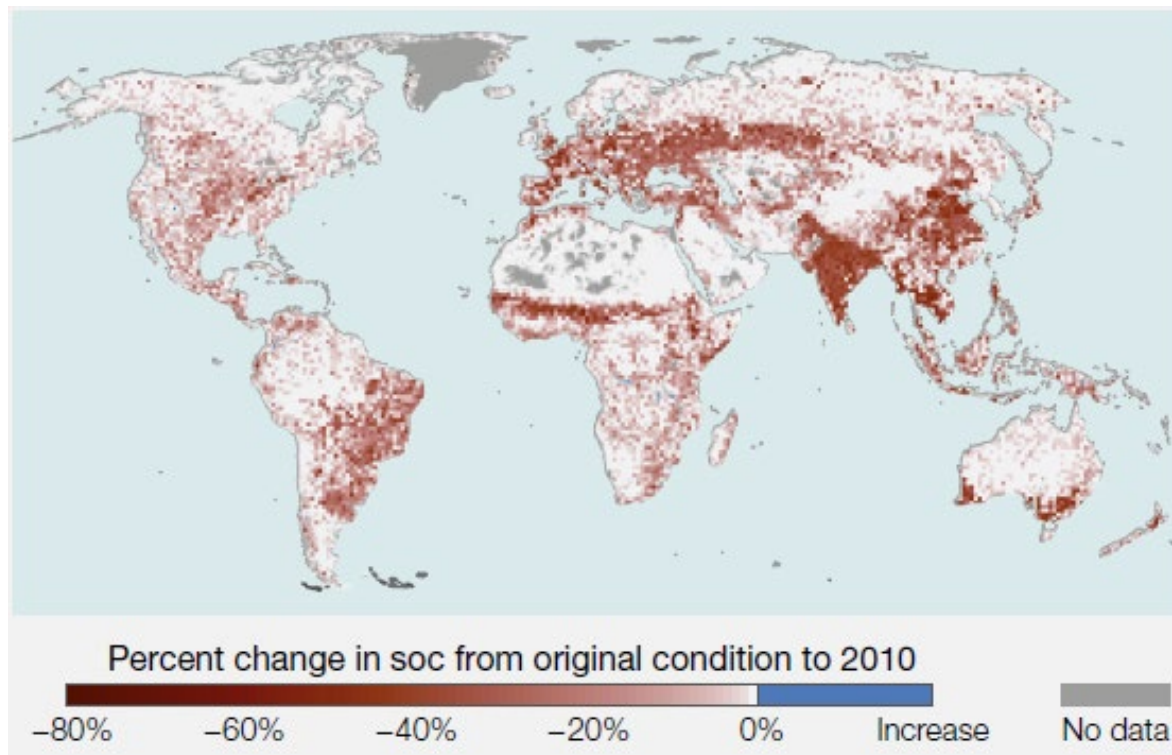 Percent change in soc from original condition to 2010
−80% −60% −40% −20% 0% Increase No data